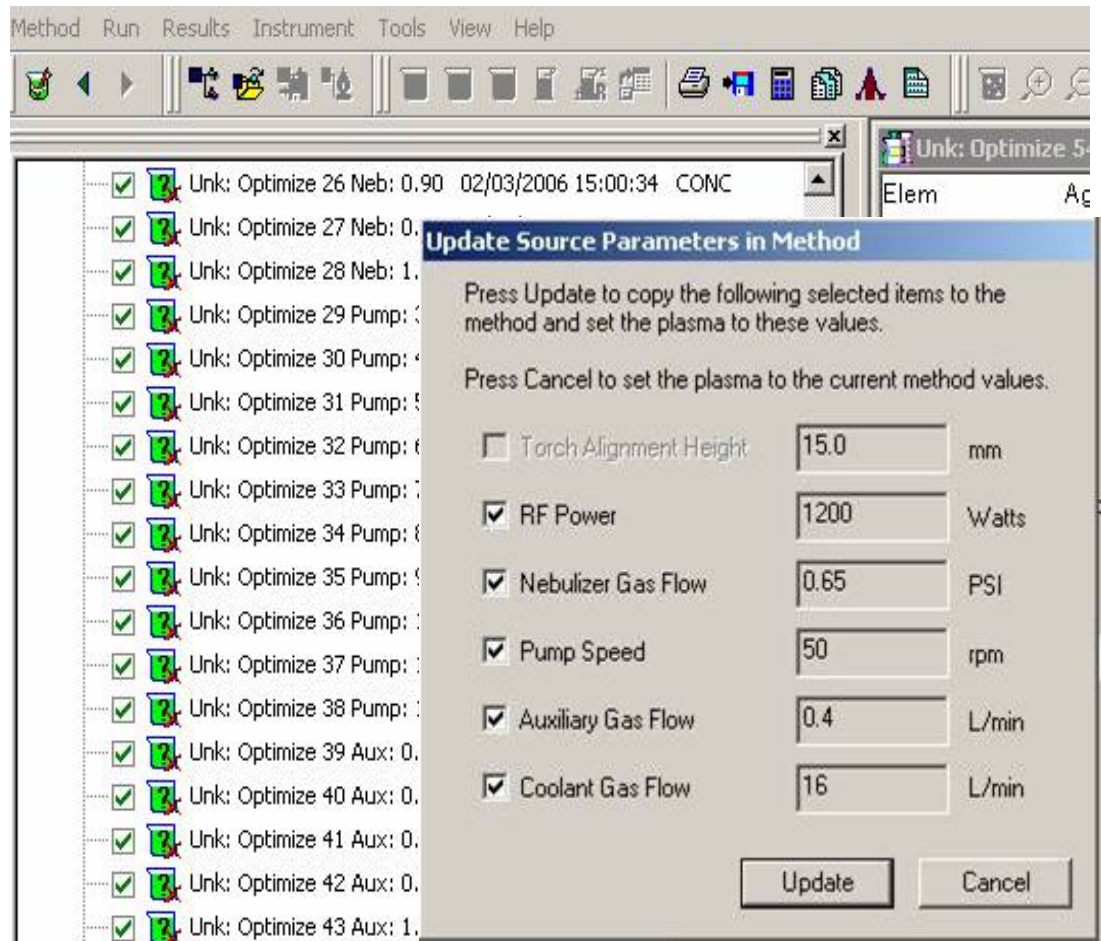 Method Run Results Instrument Tools View Help
Unk: Optimize 26 Neb: 0.90 02/03/2006 15:00:34 CONC
Unk: Optimize 27 Neb: 0.
Unk: Optimize 28 Neb: 1.
Unk: Optimize 29 Pump:
Unk: Optimize 30 Pump:
Unk: Optimize 31 Pump:
Unk: Optimize 32 Pump:
Unk: Optimize 33 Pump:
Unk: Optimize 34 Pump:
Unk: Optimize 35 Pump:
Unk: Optimize 36 Pump:
Unk: Optimize 37 Pump:
Unk: Optimize 38 Pump:
Unk: Optimize 39 Aux: 0.
Unk: Optimize 40 Aux: 0.
Unk: Optimize 41 Aux: 0.
Unk: Optimize 42 Aux: 0.
Unk: Optimize 43 Aux: 1.
Unk: Optimize 5
Elem Ag
Update Source Parameters in Method
Press Update to copy the following selected items to the
method and set the plasma to these values.
Press Cancel to set the plasma to the current method values.
Torch Alignment Height 15.0 mm
RF Power 1200 Watts
Nebulizer Gas Flow 0.65 PSI
Pump Speed 50 rpm
Auxiliary Gas Flow 0.4 L/min
Coolant Gas Flow 16 L/min
Update Cancel